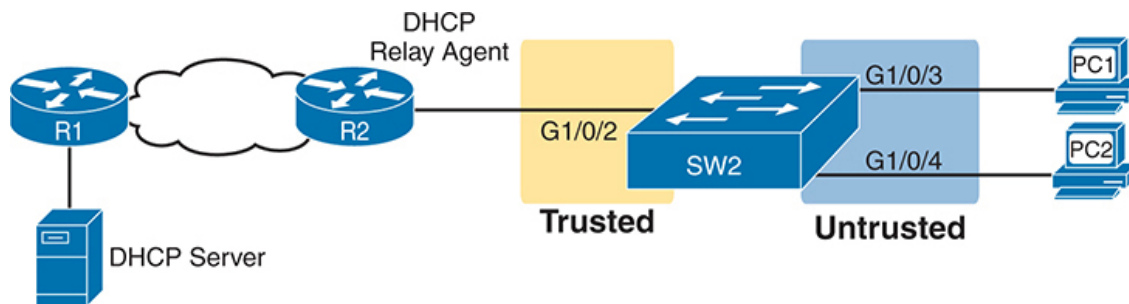 DHCP
Relay Agent
R1
R2
G1/0/2
SW2
G1/0/3
G1/0/4
PC1
PC2
Trusted
Untrusted
DHCP Server